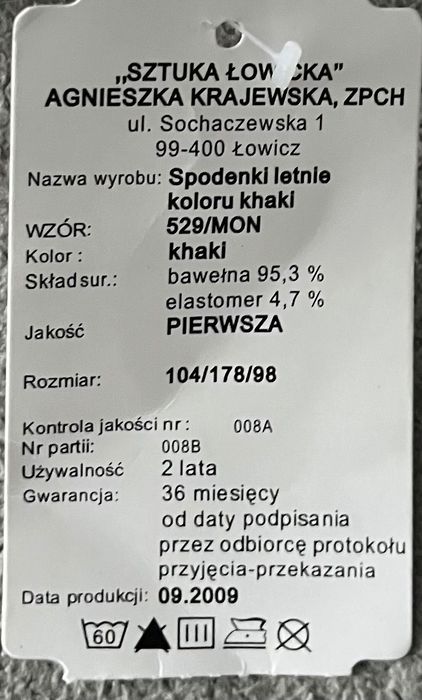 „SZTUKA ŁOWICKA”
AGNIESZKA KRAJEWSKA, ZPCH
ul. Sochaczewska 1
99-400 Łowicz
Nazwa wyrobu: Spodenki letnie
koloru khaki
WZÓR: 529/MON
Kolor : khaki
Skład sur.: bawełna 95,3 %
elastomer 4,7 %
Jakość PIERWSZA
Rozmiar: 104/178/98
Kontrola jakości nr : 008A
Nr partii: 008B
Używalność 2 lata
Gwarancja: 36 miesięcy
od daty podpisania
przez odbiorcę protokołu
przyjęcia-przekazania
Data produkcji: 09.2009
60